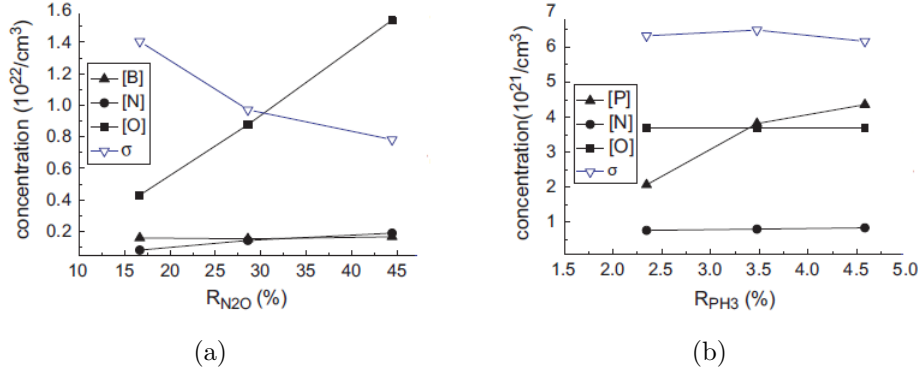 1.6
1.4
1.2
1.0
0.8
0.6
0.4
0.2
concentration (10²²/cm³)
[B]
[N]
[O]
σ
10 15 20 25 30 35 40 45
R_N2O (%)
(a)
7
6
5
4
3
2
1
concentration(10²¹/cm³)
[P]
[N]
[O]
σ
1.5 2.0 2.5 3.0 3.5 4.0 4.5 5.0
R_PH3 (%)
(b)